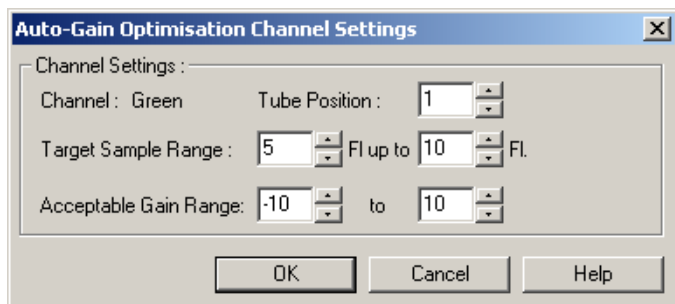 Auto-Gain Optimisation Channel Settings
Channel Settings :
Channel : Green Tube Position : 1
Target Sample Range : 5 Fl up to 10 Fl.
Acceptable Gain Range: -10 to 10
OK Cancel Help